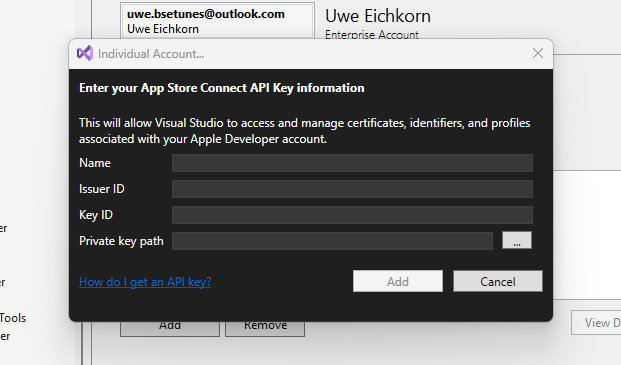 uwe.bsetunes@outlook.com
Uwe Eichkorn
Uwe Eichkorn
Enterprise Account
Individual Account...
Enter your App Store Connect API Key information
This will allow Visual Studio to access and manage certificates, identifiers, and profiles
associated with your Apple Developer account.
Name
Issuer ID
Key ID
Private key path
...
How do I get an API key?
Add
Cancel
er
er
Tools
er
Add
Remove
View D